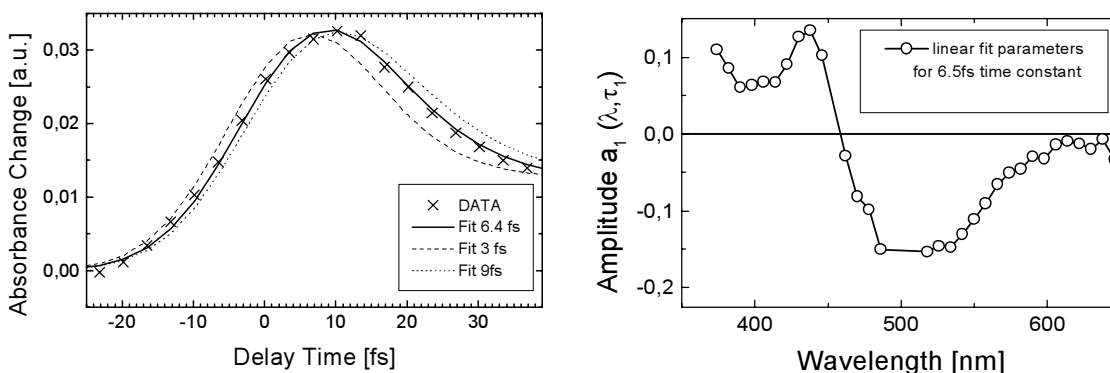 0,03
0,02
0,01
0,00
Absorbance Change [a.u.]
-20 -10 0 10 20 30
Delay Time [fs]
DATA
Fit 6.4 fs
Fit 3 fs
Fit 9fs
0,1
0,0
-0,1
-0,2
Amplitude a₁ (λ,τ₁)
400 500 600
Wavelength [nm]
linear fit parameters
for 6.5fs time constant